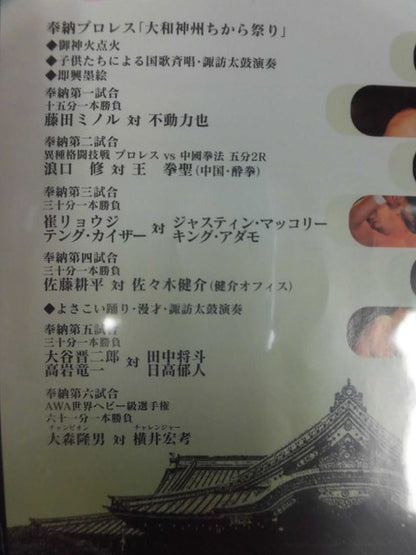 奉納プロレス「大和神州ちから祭り」
◆御神火点火
◆子供たちによる国歌斉唱・諏訪太鼓演奏
◆即興墨絵
奉納第一試合
十五分一本勝負
藤田ミノル 対 不動力也
奉納第二試合
異種格闘技戦 プロレス vs 中國拳法 五分2R
浪口 修 対 王 拳聖(中国・酔拳)
奉納第三試合
三十分一本勝負
崔リョウジ 対 ジャスティン・マッコリー
テング・カイザー キング・アダモ
奉納第四試合
三十分一本勝負
佐藤耕平 対 佐々木健介(健介オフィス)
◆よさこい踊り・漫才・諏訪太鼓演奏
奉納第五試合
三十分一本勝負
大谷晋二郎 対 田中将斗
高岩竜一 日高郁人
奉納第六試合
AWA世界ヘビー級選手権
六十一分一本勝負
チャンピオン チャレンジャー
大森隆男 対 横井宏考